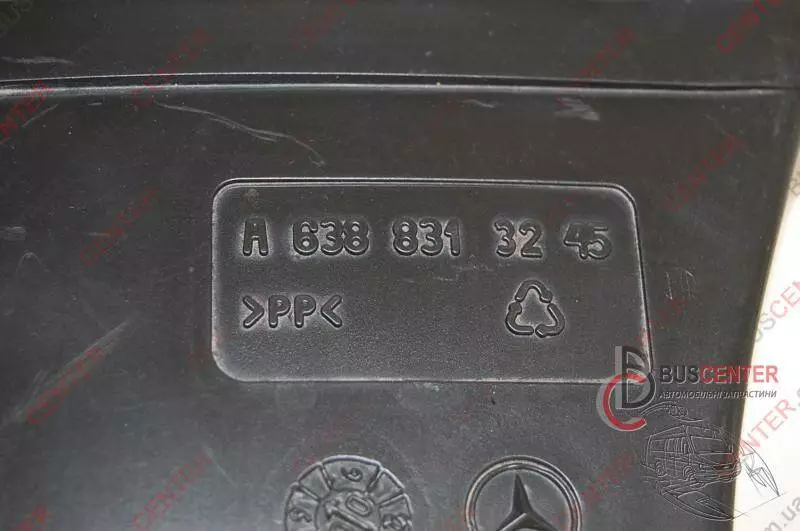 A 638 831 32 45
>PP<
BUSCENTER
АВТОМОБІЛЬНІ ЗАПЧАСТИНИ